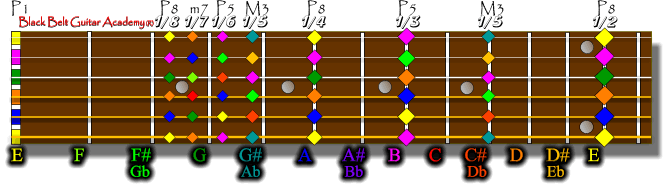 P1 P8 m7 P5 M3 P8 P5 M3 P8
Black Belt Guitar Academy® 1/8 1/7 1/6 1/5 1/4 1/3 1/5 1/2
E F F# G G# A A# B C C# D D# E
Gb Ab Bb Db Eb